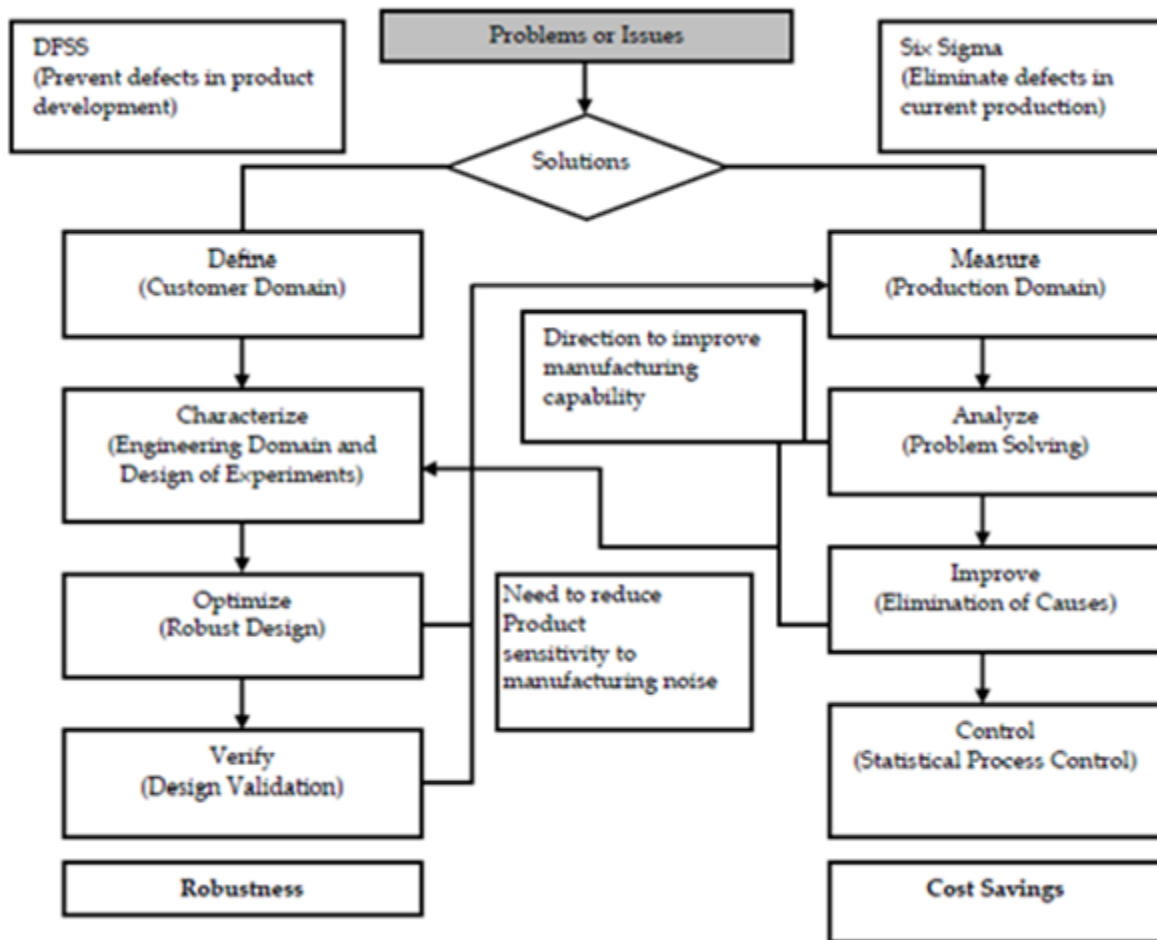 Problems or Issues
DFSS
(Prevent defects in product
development)
Six Sigma
(Eliminate defects in
current production)
Solutions
Define
(Customer Domain)
Measure
(Production Domain)
Direction to improve
manufacturing
capability
Characterize
(Engineering Domain and
Design of Experiments)
Analyze
(Problem Solving)
Optimize
(Robust Design)
Need to reduce
Product
sensitivity to
manufacturing noise
Improve
(Elimination of Causes)
Verify
(Design Validation)
Control
(Statistical Process Control)
Robustness
Cost Savings